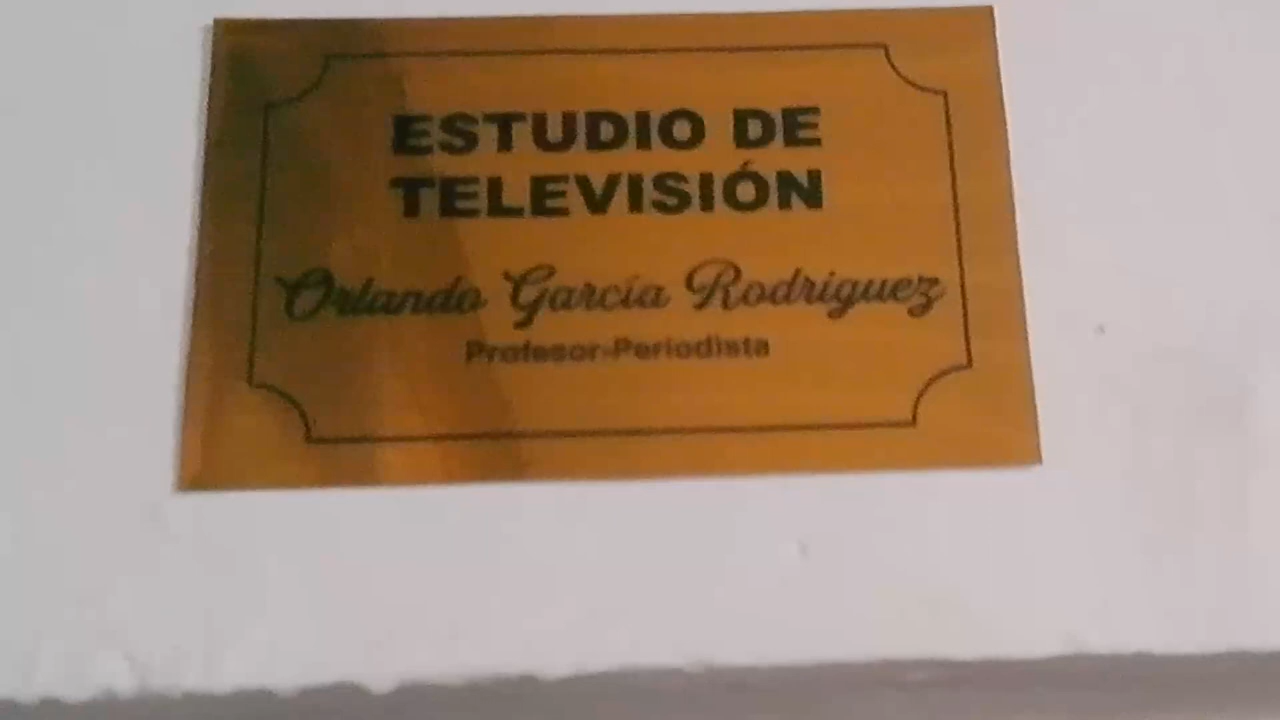 ESTUDIO DE
TELEVISIÓN
Orlando García Rodriguez
Profesor-Periodista